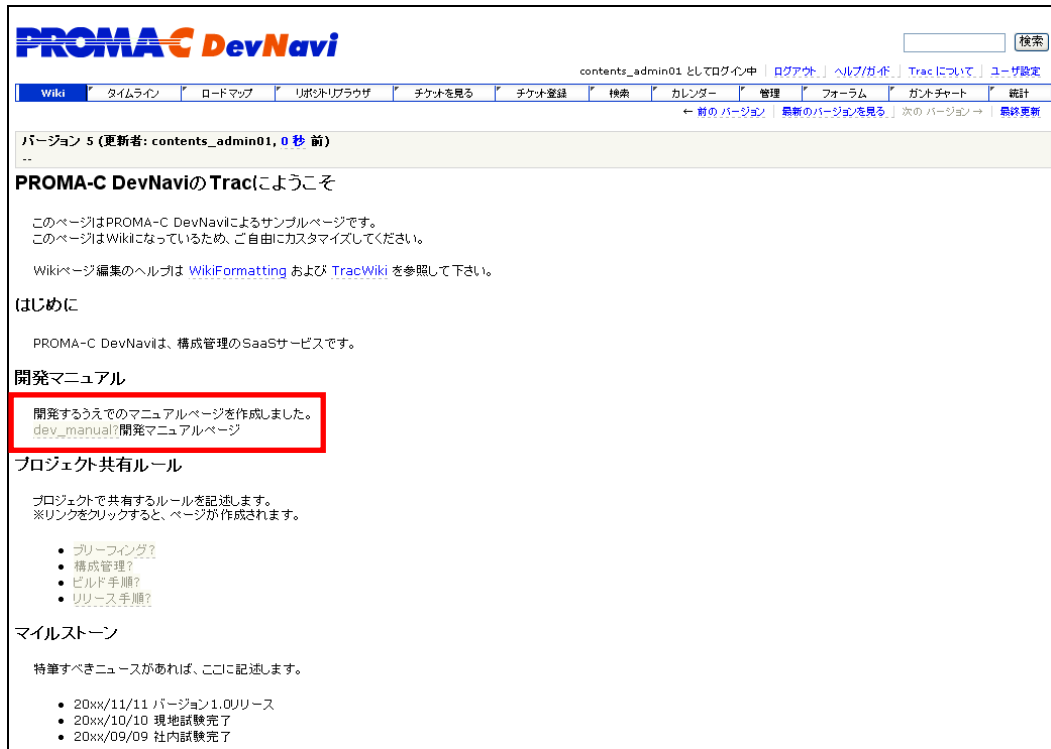 PROMA-C DevNavi
検索
contents_admin01 としてログイン中 ログアウト ヘルプ/ガイド Trac について ユーザ設定
Wiki タイムライン ロードマップ リポジトリブラウザ チケットを見る チケット登録 検索 カレンダー 管理 フォーラム ガントチャート 統計
← 前の バージョン 最新のバージョンを見る 次の バージョン → 最終更新
バージョン 5 (更新者: contents_admin01, 0 秒 前)
--
PROMA-C DevNaviの Tracにようこそ
このページはPROMA-C DevNaviによるサンプルページです。
このページはWikiになっているため、ご自由にカスタマイズしてください。
Wikiページ編集のヘルプは WikiFormatting および TracWiki を参照して下さい。
はじめに
PROMA-C DevNaviは、構成管理のSaaSサービスです。
開発マニュアル
開発するうえでのマニュアルページを作成しました。
dev_manual?開発マニュアルページ
プロジェクト共有ルール
プロジェクトで共有するルールを記述します。
※リンクをクリックすると、ページが作成されます。
• ブリーフィング?
• 構成管理?
• ビルド手順?
• リリース手順?
マイルストーン
特筆すべきニュースがあれば、ここに記述します。
• 20xx/11/11 バージョン1.0リリース
• 20xx/10/10 現地試験完了
• 20xx/09/09 社内試験完了